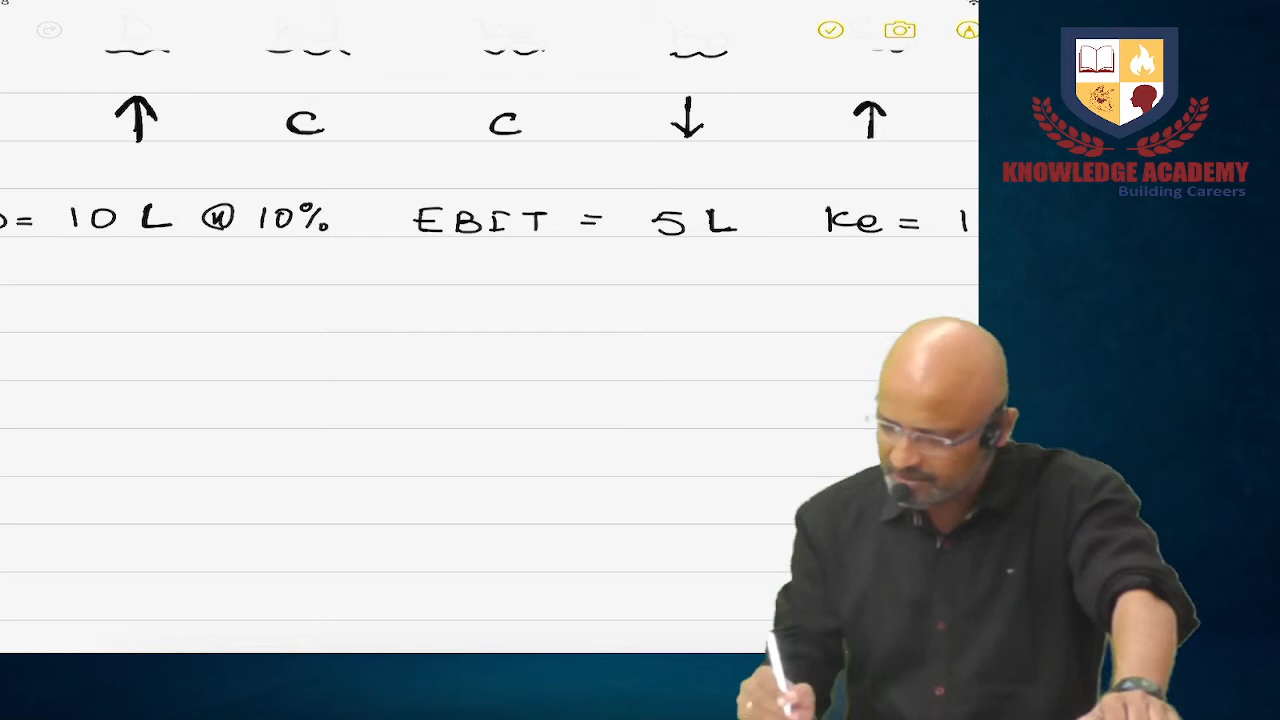 ↑ C C ↓ ↑
= 10 L @ 10% EBIT = 5 L Ke = 1
KNOWLEDGE ACADEMY
Building Careers